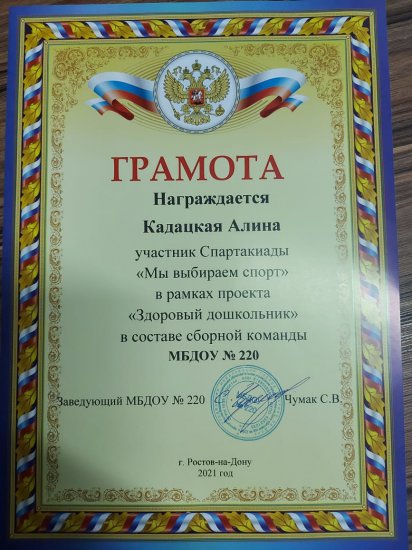 ГРАМОТА
Награждается
Кадацкая Алина
участник Спартакиады
«Мы выбираем спорт»
в рамках проекта
«Здоровый дошкольник»
в составе сборной команды
МБДОУ № 220
Заведующий МБДОУ № 220 Чумак С.В.
г. Ростов-на-Дону
2021 год